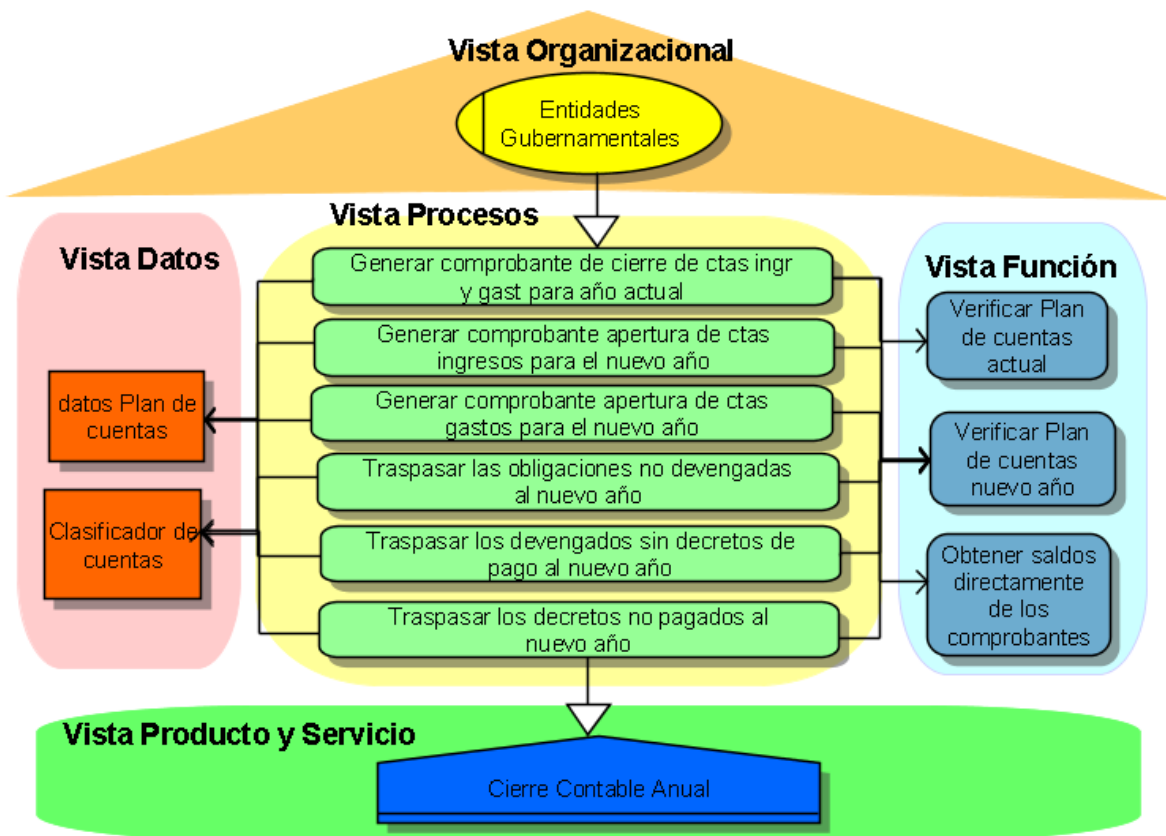 Vista Organizacional
Entidades
Gubernamentales
Vista Procesos
Vista Datos
Vista Función
Generar comprobante de cierre de ctas ingr
y gast para año actual
Generar comprobante apertura de ctas
ingresos para el nuevo año
Generar comprobante apertura de ctas
gastos para el nuevo año
Traspasar las obligaciones no devengadas
al nuevo año
Traspasar los devengados sin decretos de
pago al nuevo año
Traspasar los decretos no pagados al
nuevo año
datos Plan de
cuentas
Clasificador de
cuentas
Verificar Plan
de cuentas
actual
Verificar Plan
de cuentas
nuevo año
Obtener saldos
directamente
de los
comprobantes
Vista Producto y Servicio
Cierre Contable Anual